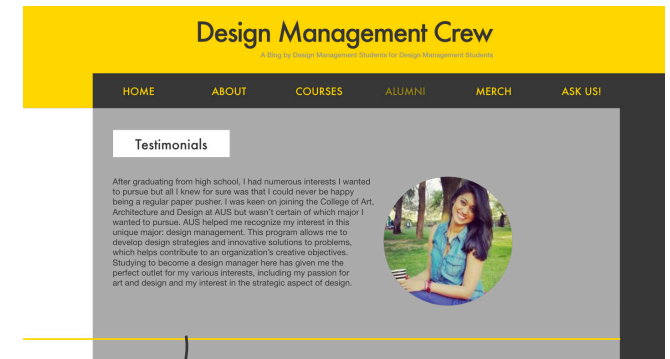 Design Management Crew
A Blog by Design Management Students for Design Management Students
HOME ABOUT COURSES ALUMNI MERCH ASK US!
Testimonials
After graduating from high school, I had numerous interests I wanted
to pursue but all I knew for sure was that I could never be happy
being a regular paper pusher. I was keen on joining the College of Art,
Architecture and Design at AUS but wasn't certain of which major I
wanted to pursue. AUS helped me recognize my interest in this
unique major: design management. This program allows me to
develop design strategies and innovative solutions to problems,
which helps contribute to an organization's creative objectives.
Studying to become a design manager here has given me the
perfect outlet for my various interests, including my passion for
art and design and my interest in the strategic aspect of design.